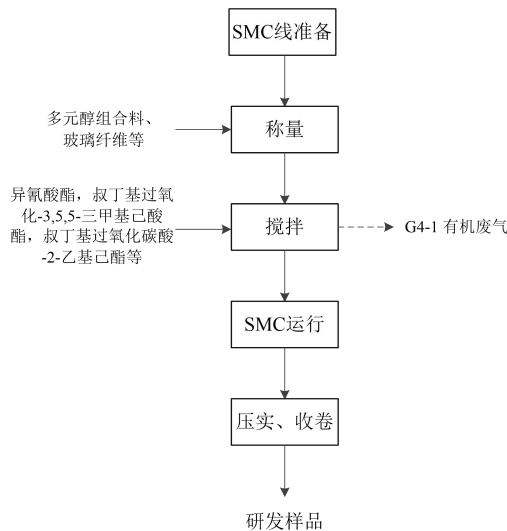 SMC线准备
多元醇组合料、
玻璃纤维等
称量
异氰酸酯，叔丁基过氧
化-3,5,5-三甲基己酸
酯，叔丁基过氧化碳酸
-2-乙基己酯等
搅拌
G4-1 有机废气
SMC运行
压实、收卷
研发样品